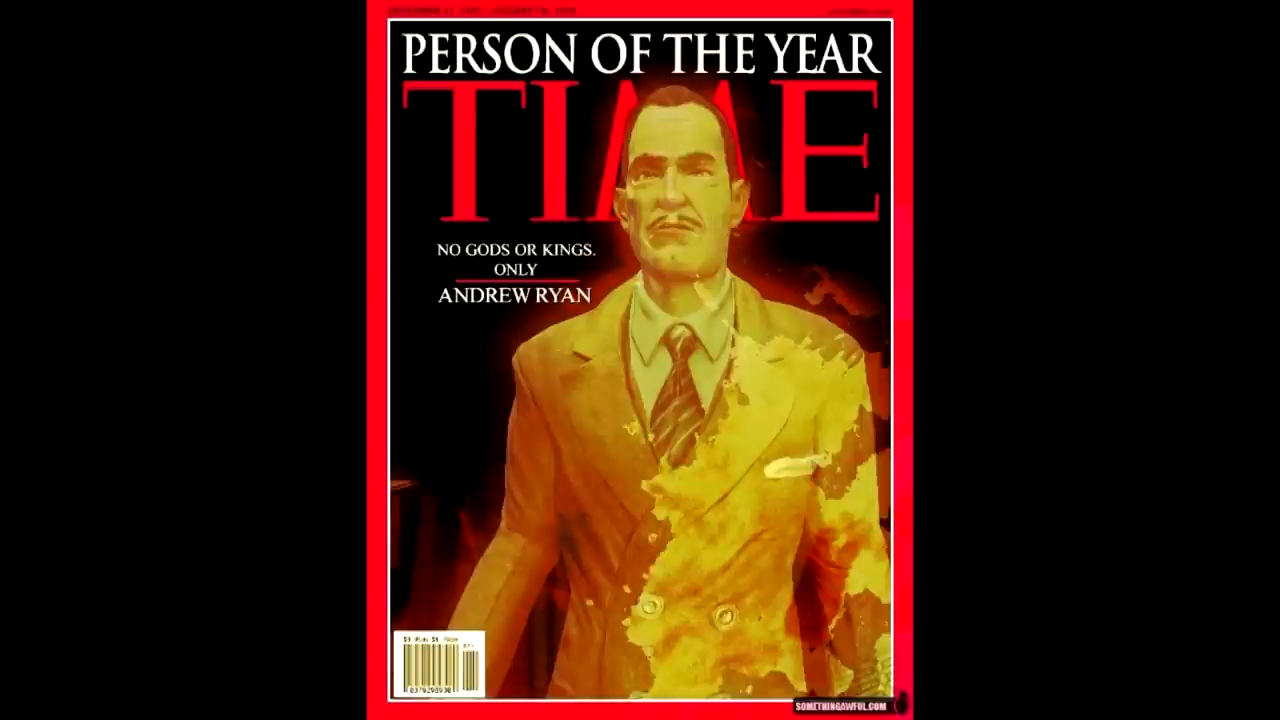 PERSON OF THE YEAR
TIME
NO GODS OR KINGS.
ONLY
ANDREW RYAN
SOMETHINGAWFUL.COM